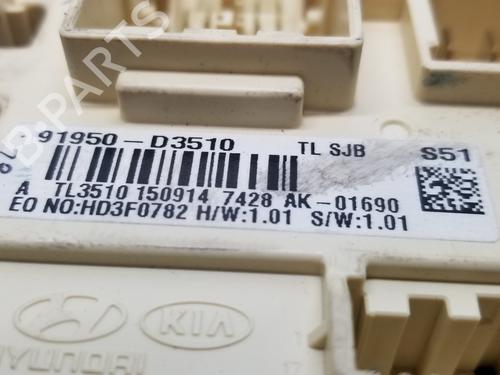 B-PARTS
91950-D3510 TL SJB S51
A TL3510 150914 7428 AK-01690
EO NO:HD3F0782 H/W:1.01 S/W:1.01
KIA
HYUNDAI